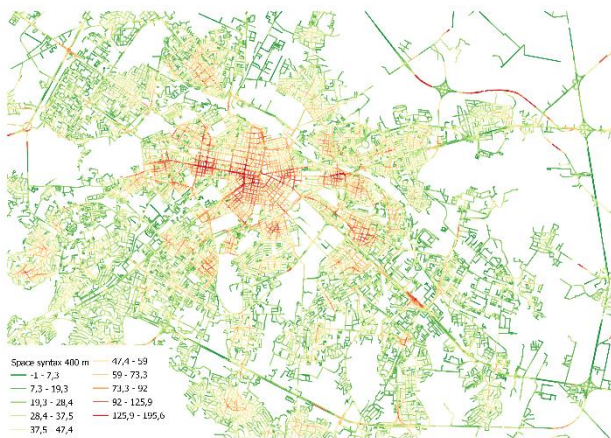 Space syntax 400 m
-1 - 7,3
7,3 - 19,3
19,3 - 28,4
28,4 - 37,5
37,5 - 47,4
47,4 - 59
59 - 73,3
73,3 - 92
92 - 125,9
125,9 - 195,6